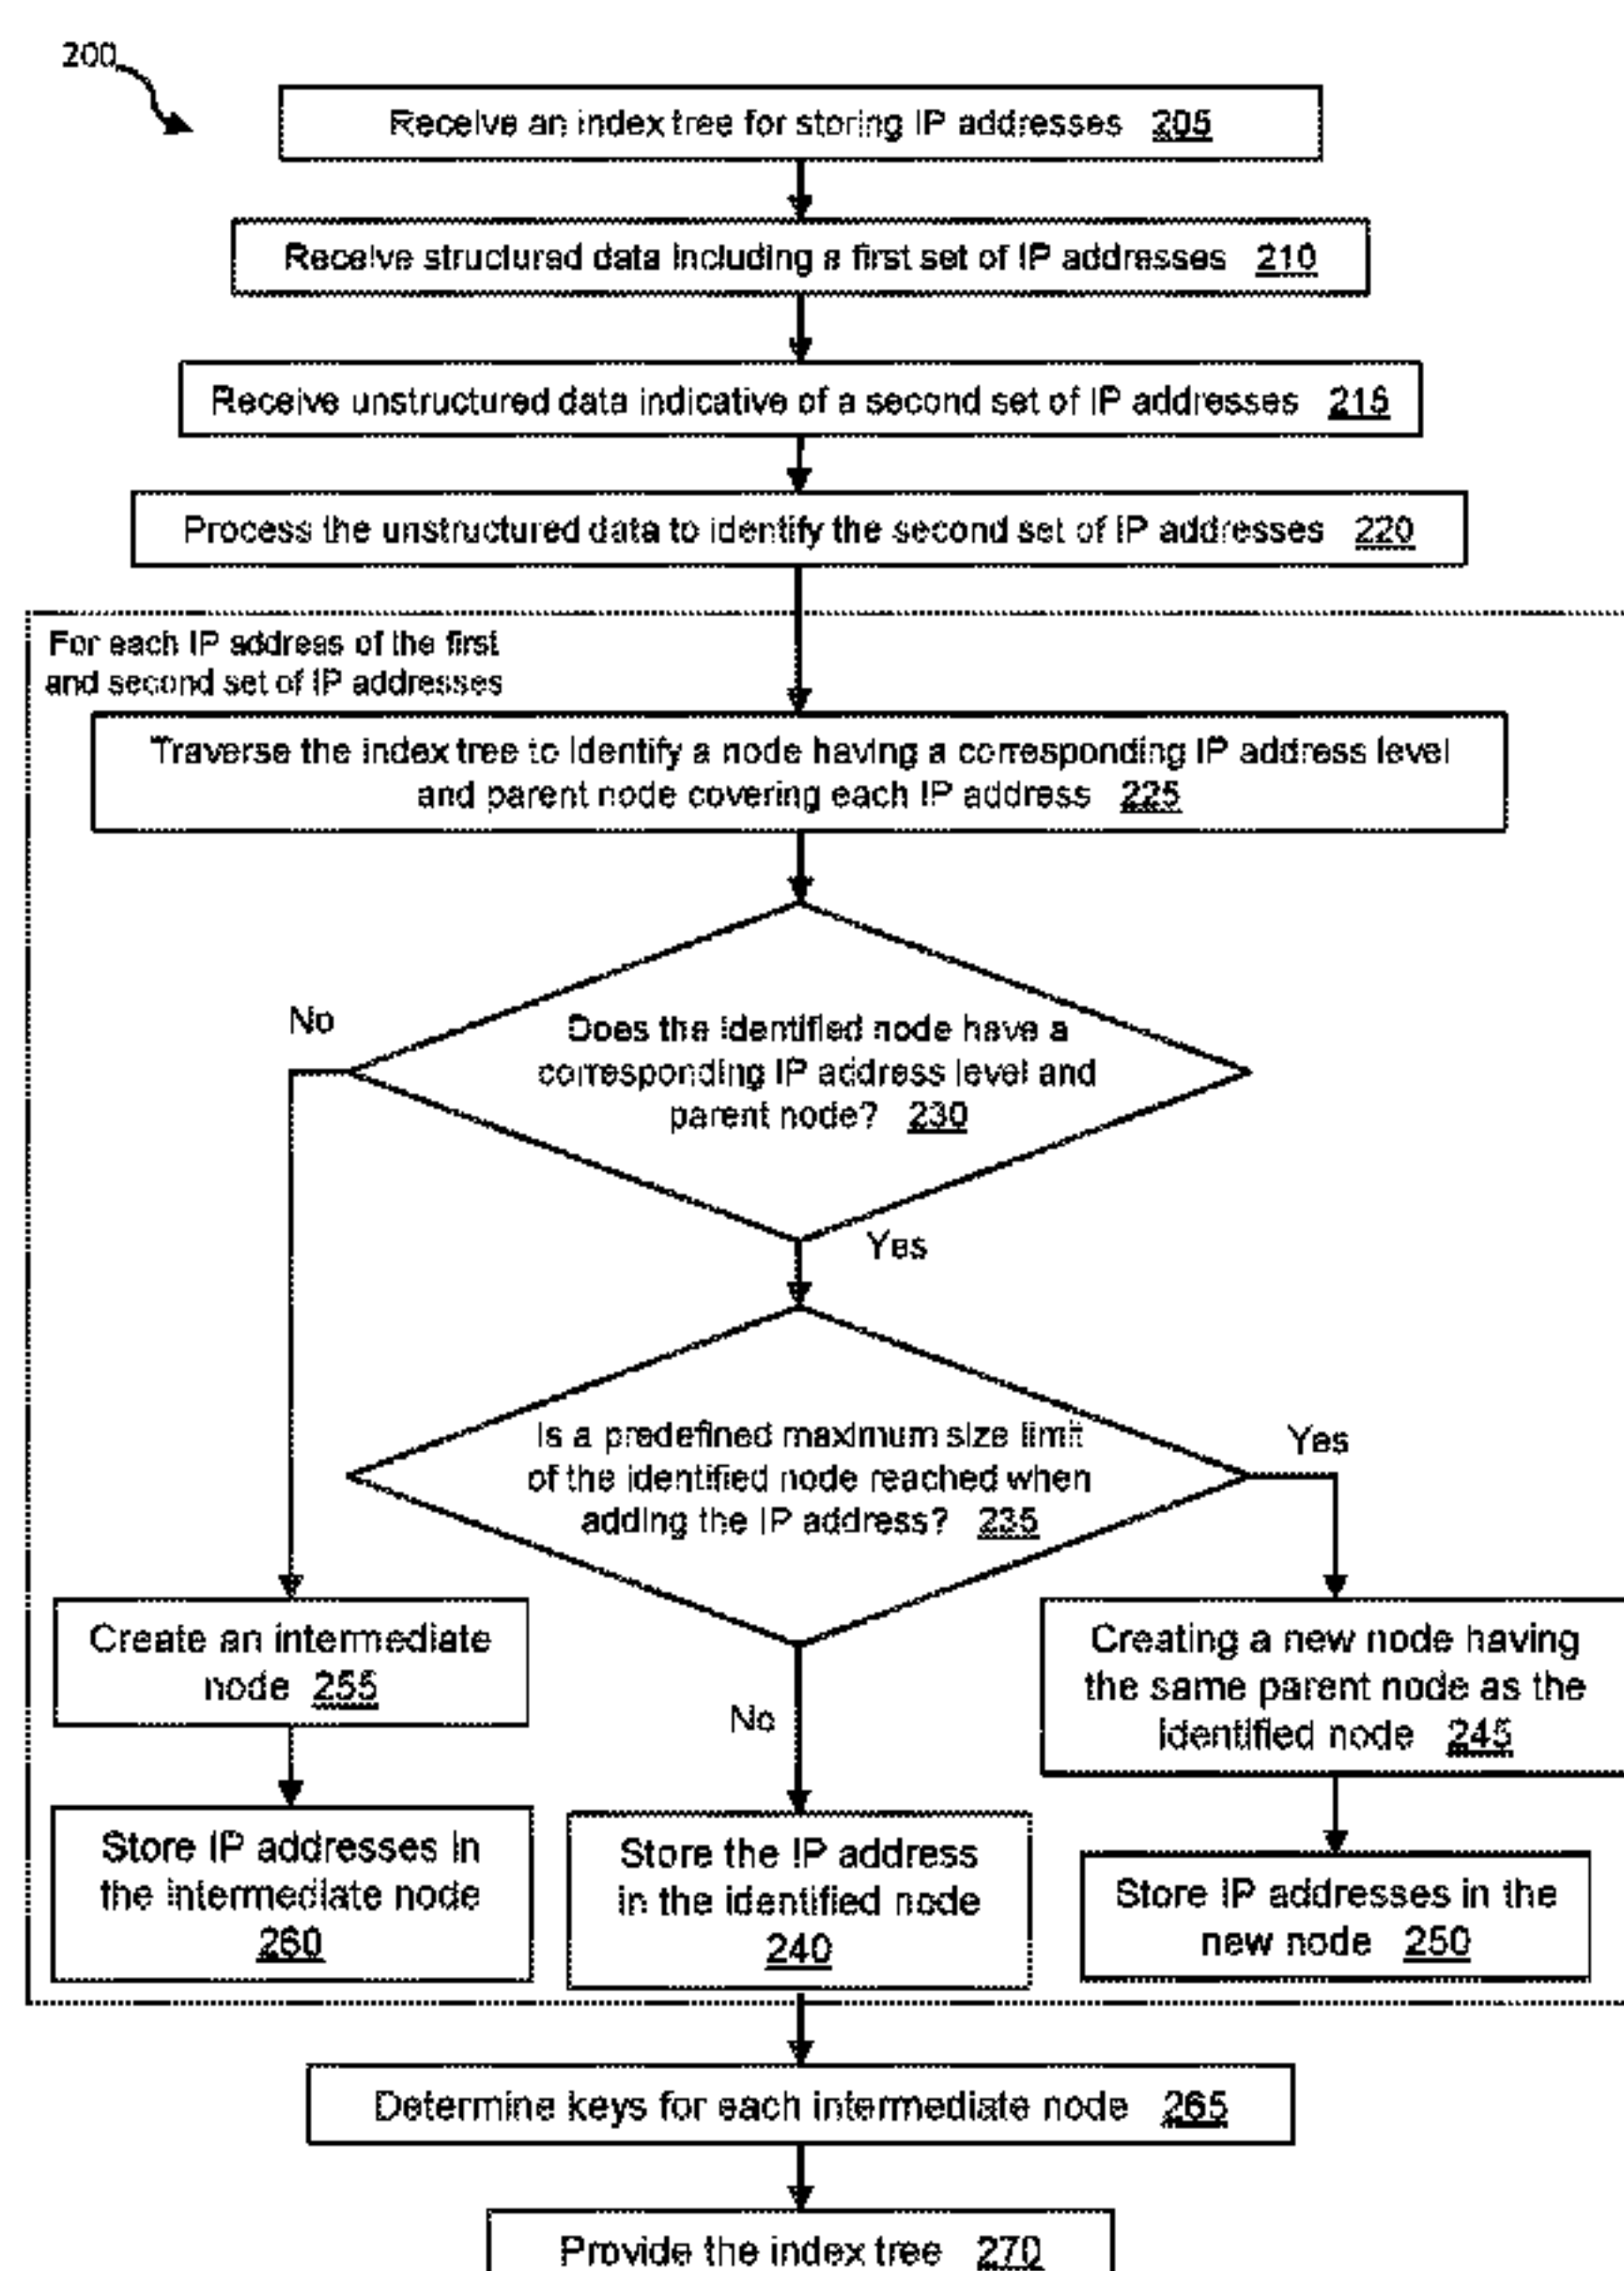 200
Receive an index tree for storing IP addresses 205
Receive structured data including a first set of IP addresses 210
Receive unstructured data indicative of a second set of IP addresses 215
Process the unstructured data to identify the second set of IP addresses 220
For each IP address of the first
and second set of IP addresses
Traverse the index tree to identify a node having a corresponding IP address level
and parent node covering each IP address 225
Does the identified node have a
corresponding IP address level and
parent node? 230
No
Yes
Is a predefined maximum size limit
of the identified node reached when
adding the IP address? 235
Yes
No
Create an intermediate
node 255
Creating a new node having
the same parent node as the
identified node 245
Store IP addresses in
the intermediate node
260
Store the IP address
in the identified node
240
Store IP addresses in the
new node 250
Determine keys for each intermediate node 265
Provide the index tree 270